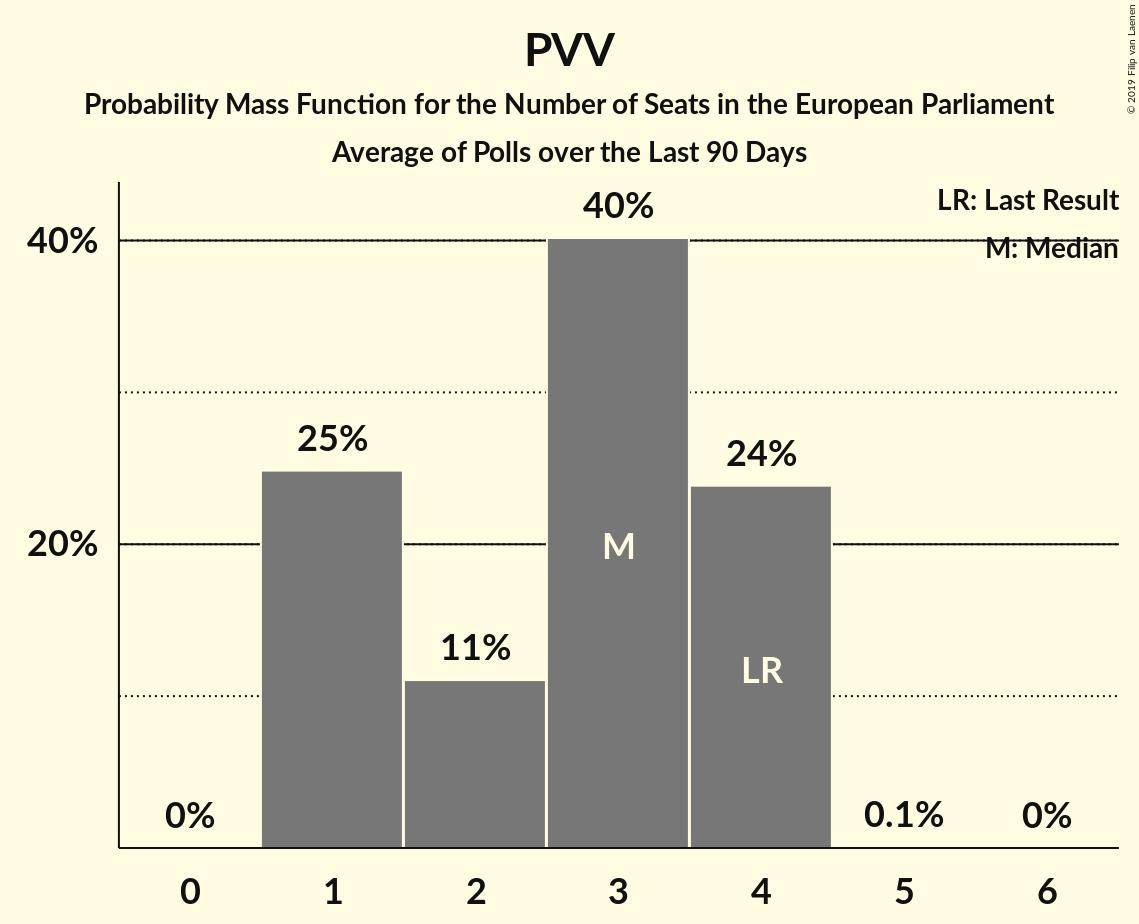 PVV
Probability Mass Function for the Number of Seats in the European Parliament
Average of Polls over the Last 90 Days
© 2019 Filip van Laenen
LR: Last Result
M: Median
40%
20%
0%
25%
11%
40%
24%
0.1%
0%
M
LR
0 1 2 3 4 5 6